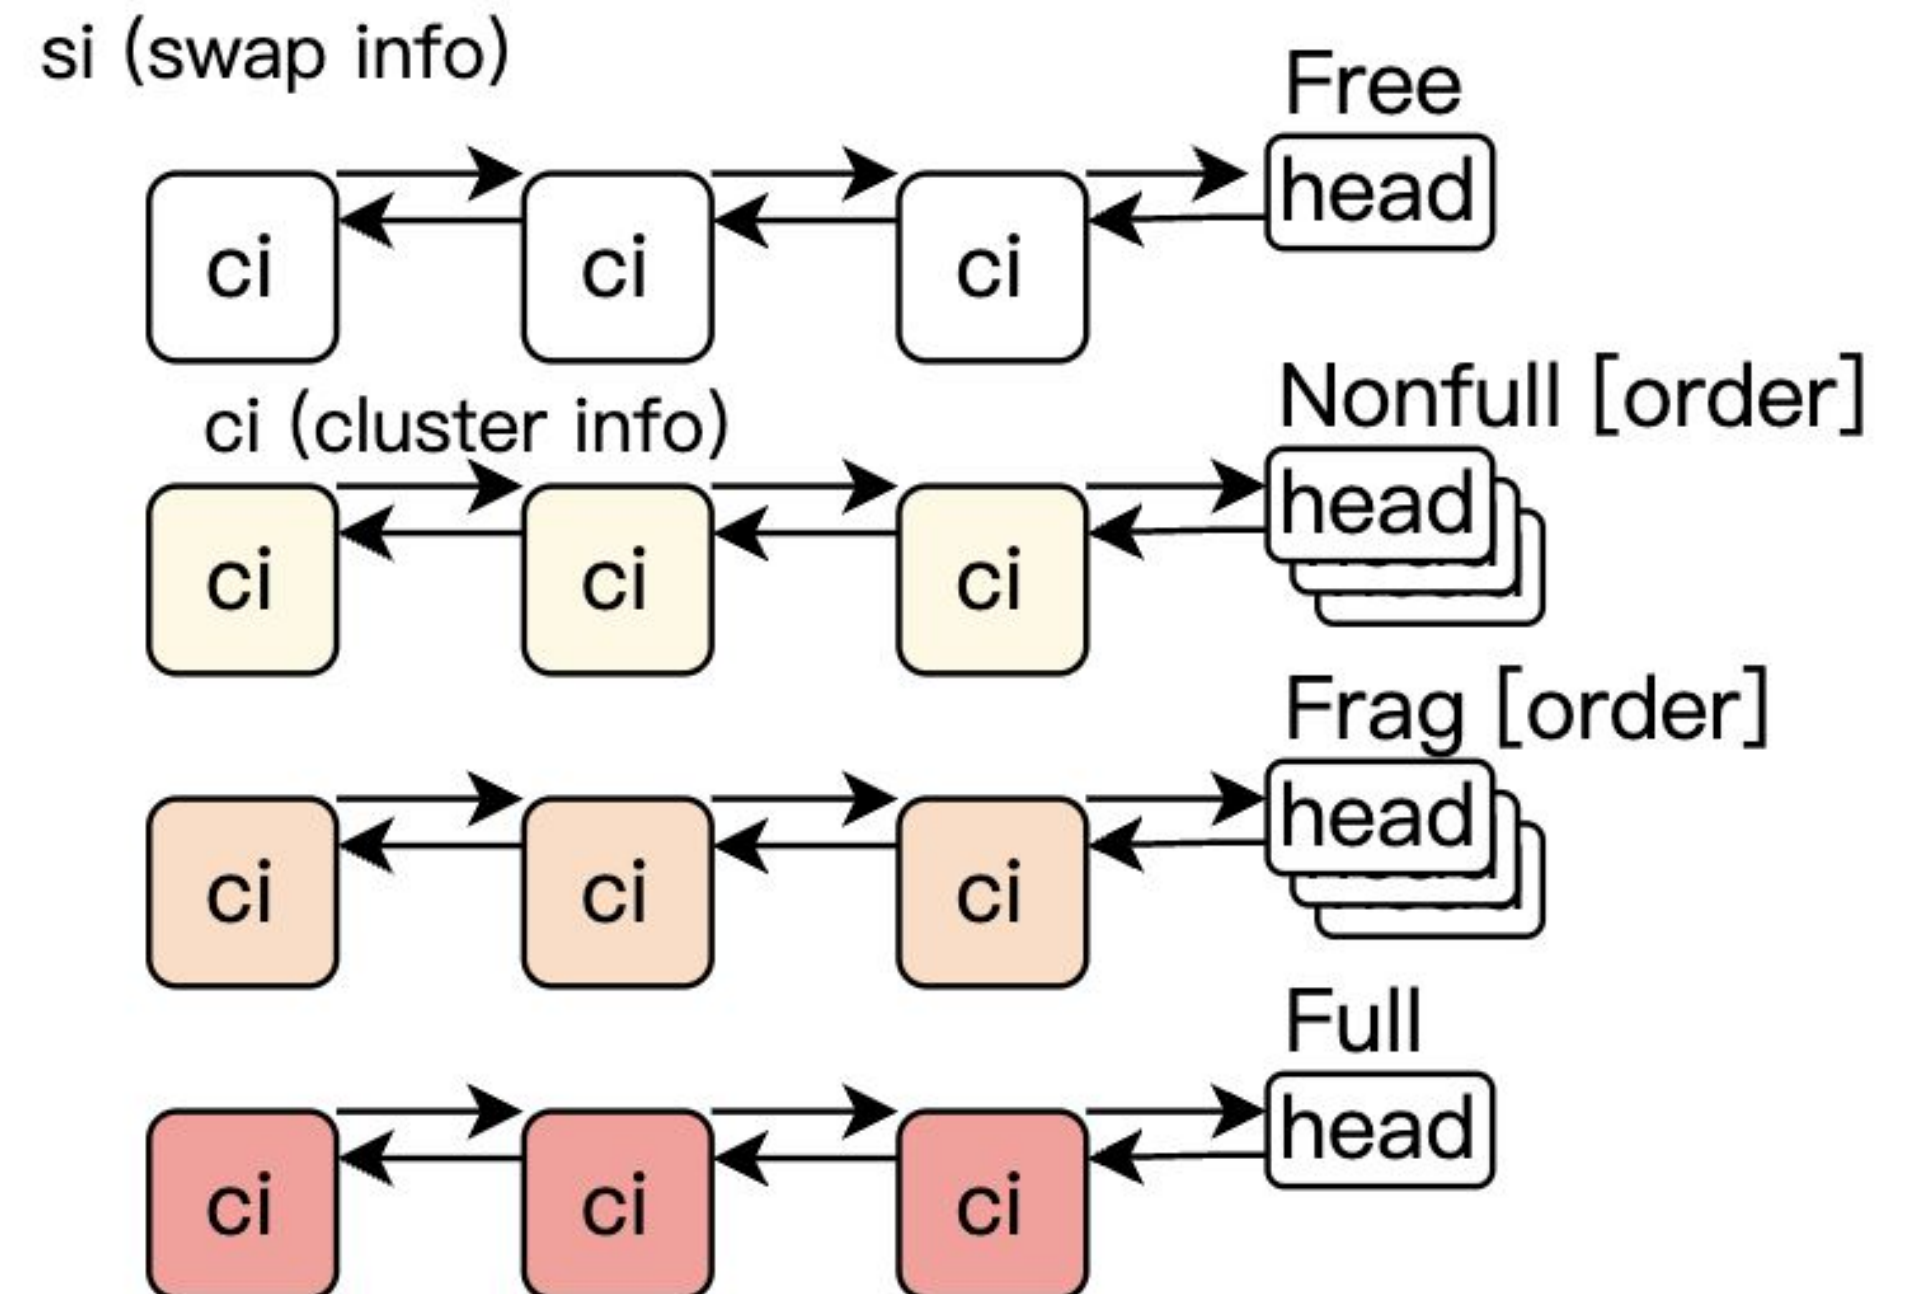 si (swap info)
Free
head
ci ci ci
Nonfull [order]
ci (cluster info)
head
ci ci ci
Frag [order]
head
ci ci ci
Full
head
ci ci ci